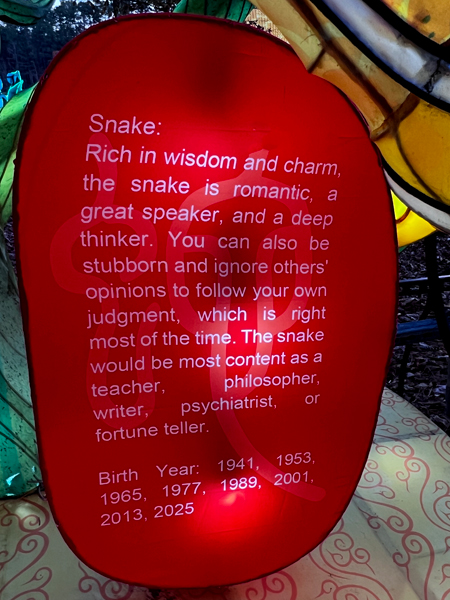 Snake:
Rich in wisdom and charm,
the snake is romantic, a
great speaker, and a deep
thinker. You can also be
stubborn and ignore others'
opinions to follow your own
judgment, which is right
most of the time. The snake
would be most content as a
teacher, philosopher,
writer, psychiatrist, or
fortune teller.
Birth Year: 1941, 1953,
1965, 1977, 1989, 2001,
2013, 2025